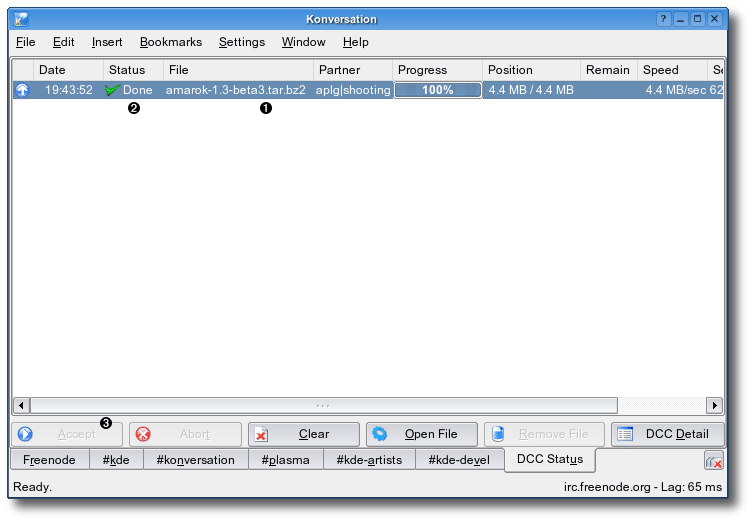 Konversation
File Edit Insert Bookmarks Settings Window Help
Date Status File Partner Progress Position Remain Speed Se
19:43:52 Done amarok-1.3-beta3.tar.bz2 aplg|shooting 100% 4.4 MB / 4.4 MB 4.4 MB/sec 62
2 1
3
Accept Abort Clear Open File Remove File DCC Detail
Freenode #kde #konversation #plasma #kde-artists #kde-devel DCC Status
Ready. irc.freenode.org - Lag: 65 ms